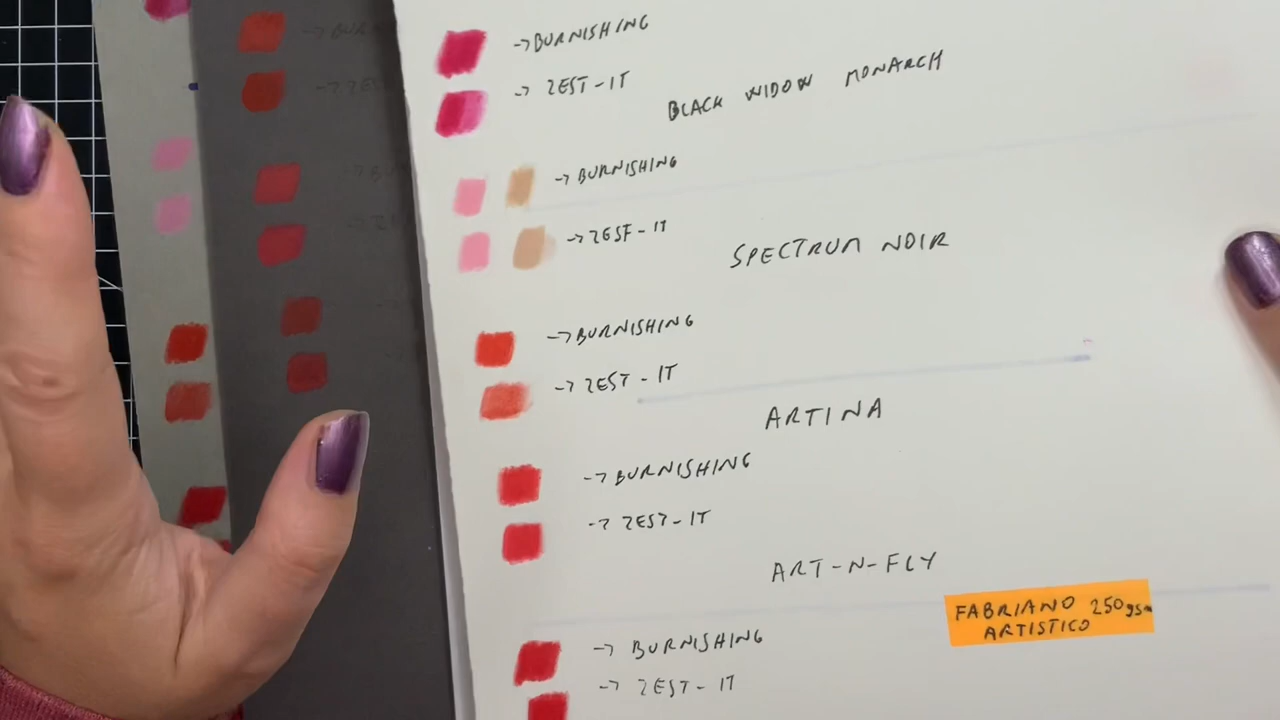 → BURNISHING
→ ZEST-IT
BLACK WIDOW MONARCH
→ BURNISHING
→ ZEST-IT
SPECTRUM NOIR
→ BURNISHING
→ ZEST-IT
ARTINA
→ BURNISHING
→ ZEST-IT
ART-N-FLY
FABRIANO 250gsm
ARTISTICO
→ BURNISHING
→ ZEST-IT